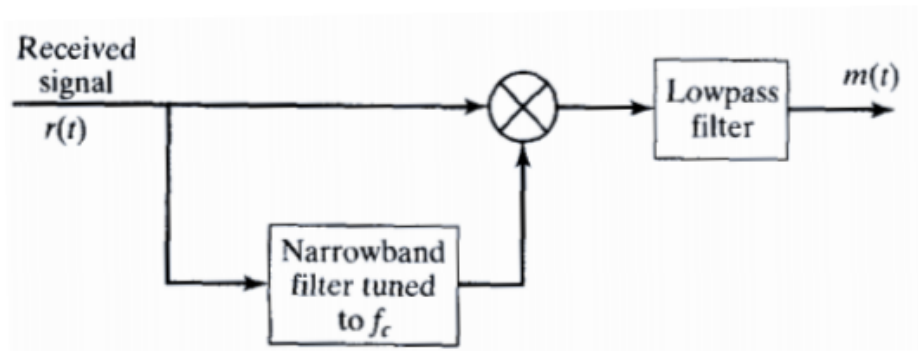 Received
signal
r(t)
Lowpass
filter
m(t)
Narrowband
filter tuned
to f_c